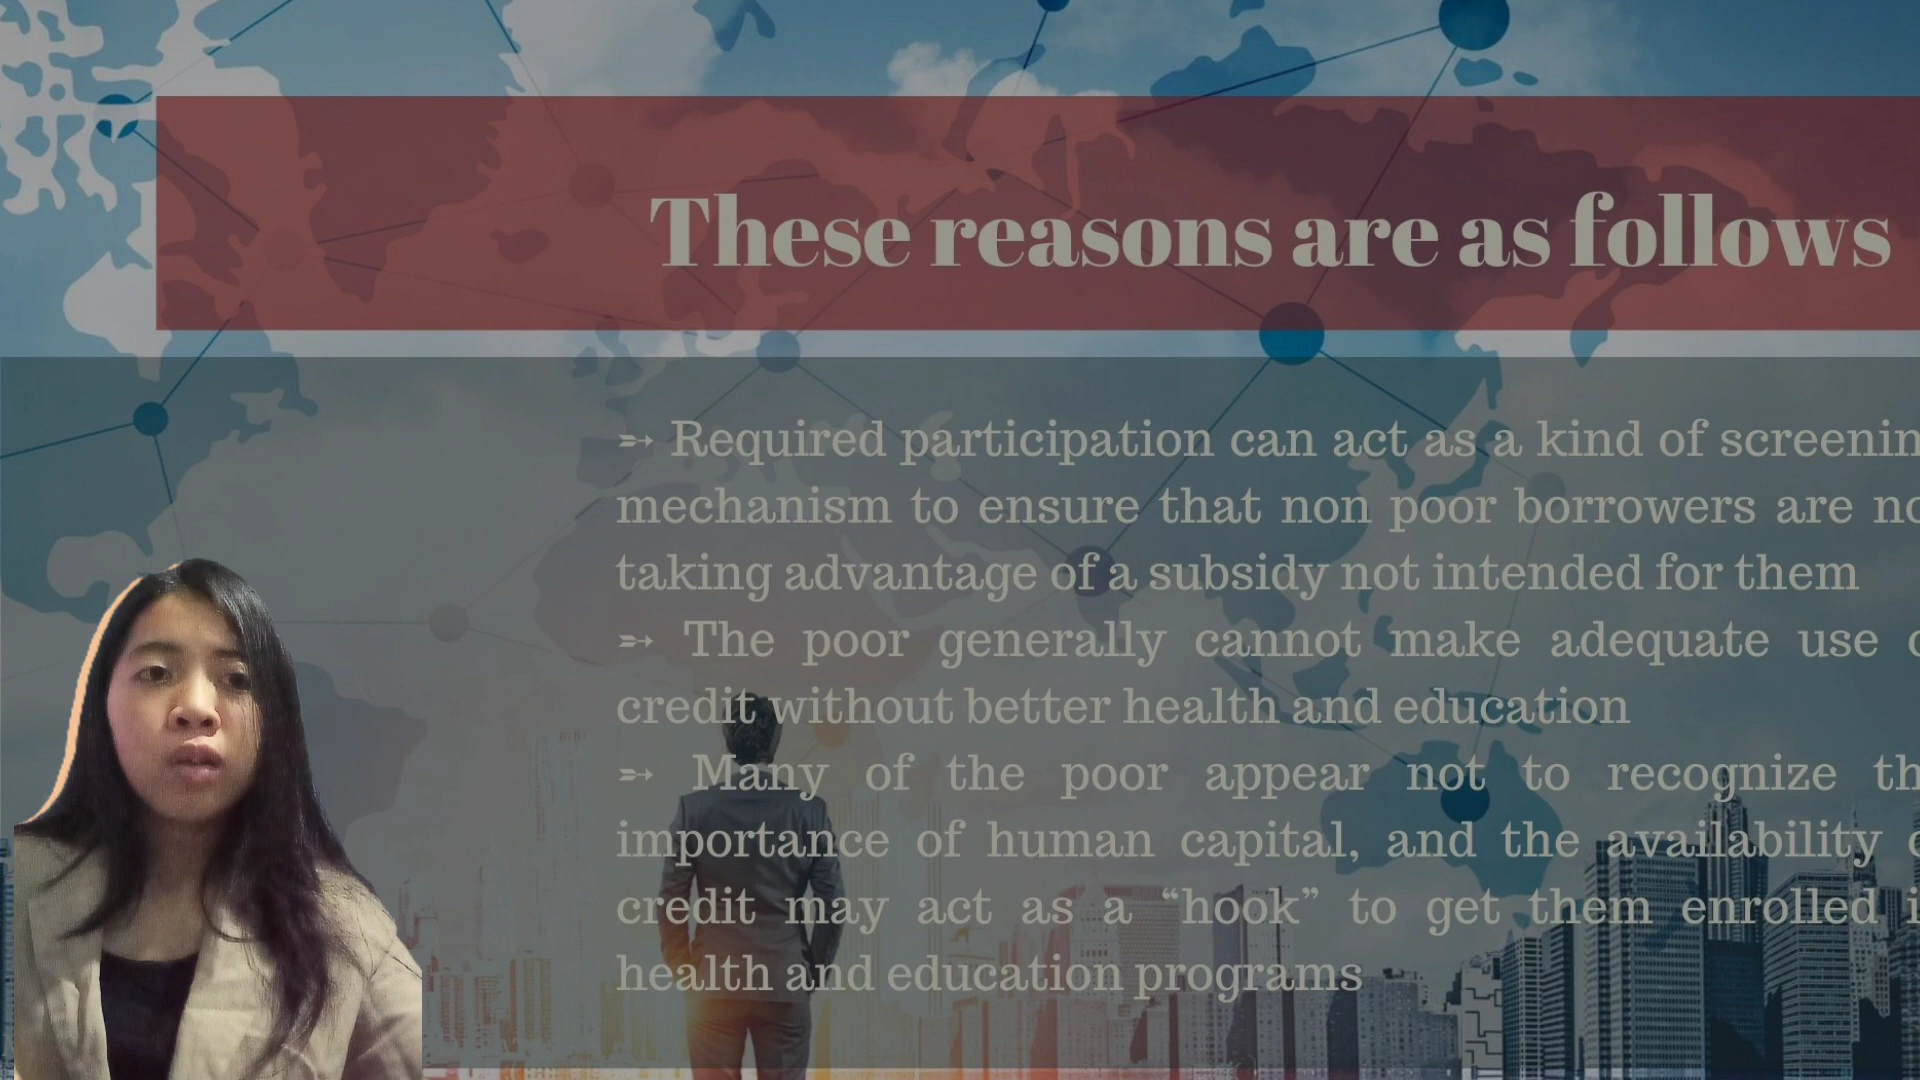 These reasons are as follows
➳ Required participation can act as a kind of screenin
mechanism to ensure that non poor borrowers are no
taking advantage of a subsidy not intended for them
➳ The poor generally cannot make adequate use
credit without better health and education
➳ Many of the poor appear not to recognize th
importance of human capital, and the availability
credit may act as a “hook” to get them enrolled
health and education programs